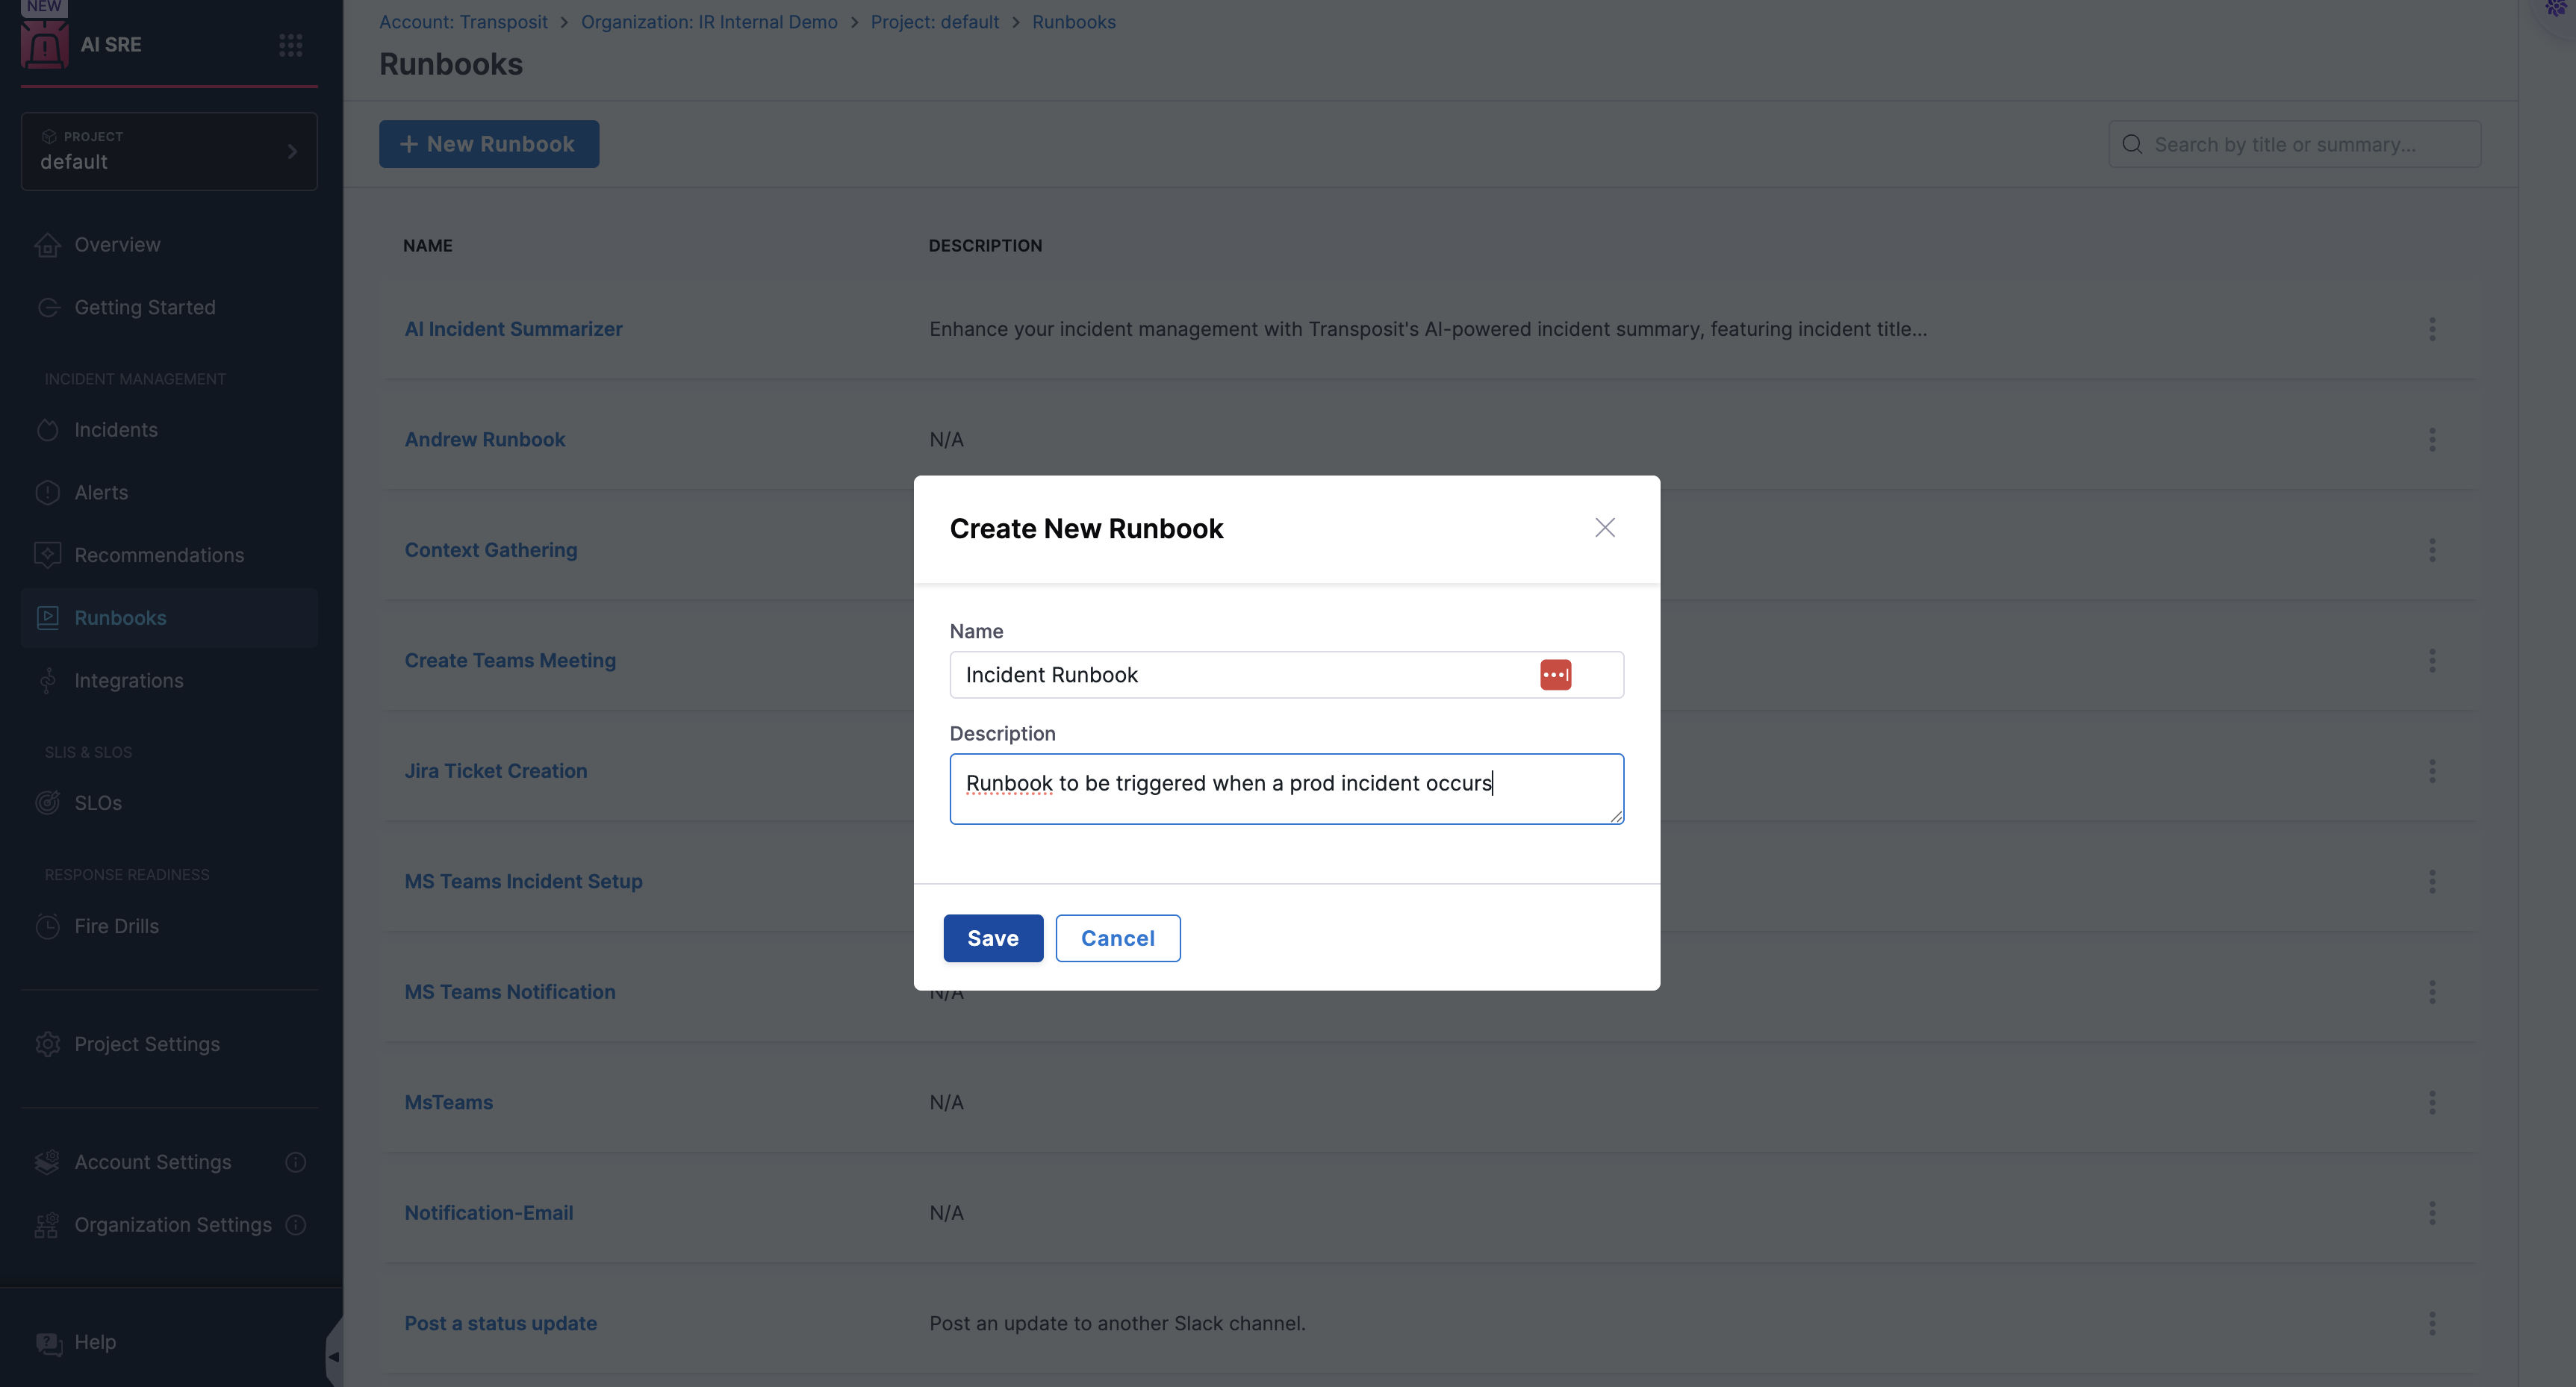 NEW
AI SRE
PROJECT
default
Overview
Getting Started
INCIDENT MANAGEMENT
Incidents
Alerts
Recommendations
Runbooks
Integrations
SLIS & SLOS
SLOs
RESPONSE READINESS
Fire Drills
Project Settings
Account Settings
Organization Settings
Help
Account: Transposit > Organization: IR Internal Demo > Project: default > Runbooks
Runbooks
+ New Runbook
Search by title or summary...
NAME DESCRIPTION
AI Incident Summarizer Enhance your incident management with Transposit's AI-powered incident summary, featuring incident title...
Andrew Runbook N/A
Context Gathering
Create Teams Meeting
Jira Ticket Creation
MS Teams Incident Setup
MS Teams Notification N/A
MsTeams N/A
Notification-Email N/A
Post a status update Post an update to another Slack channel.
Create New Runbook
Name
Incident Runbook
Description
Runbook to be triggered when a prod incident occurs
Save Cancel